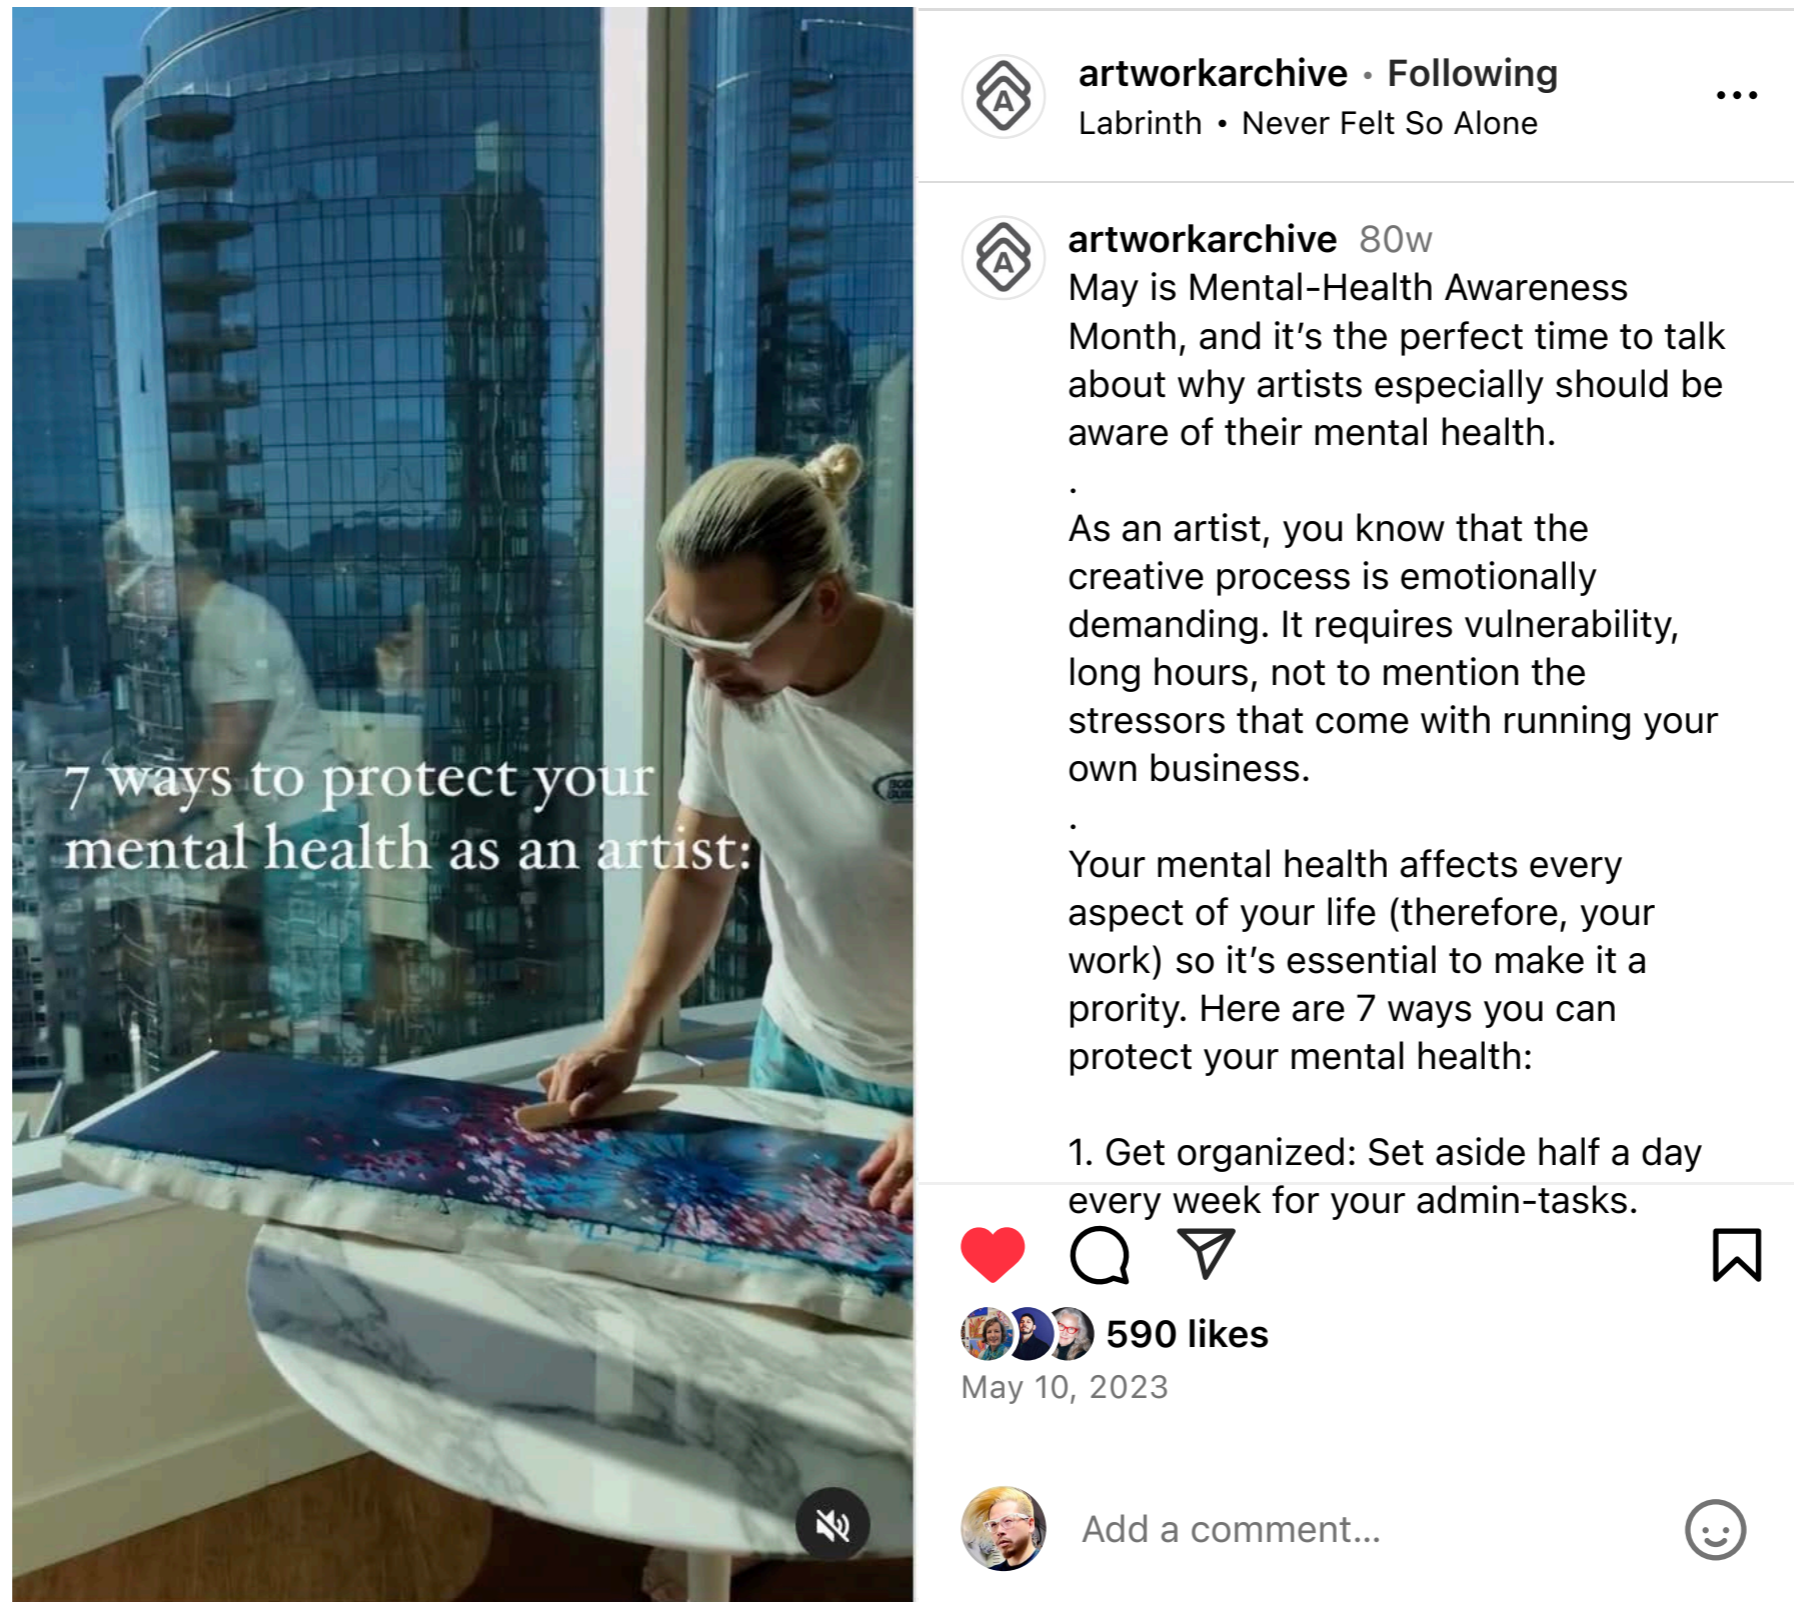 7 ways to protect your
mental health as an artist:
A
artworkarchive • Following
Labrinth • Never Felt So Alone
A
artworkarchive 80w
May is Mental-Health Awareness
Month, and it’s the perfect time to talk
about why artists especially should be
aware of their mental health.
.
As an artist, you know that the
creative process is emotionally
demanding. It requires vulnerability,
long hours, not to mention the
stressors that come with running your
own business.
.
Your mental health affects every
aspect of your life (therefore, your
work) so it’s essential to make it a
prority. Here are 7 ways you can
protect your mental health:
1. Get organized: Set aside half a day
every week for your admin-tasks.
590 likes
May 10, 2023
Add a comment...